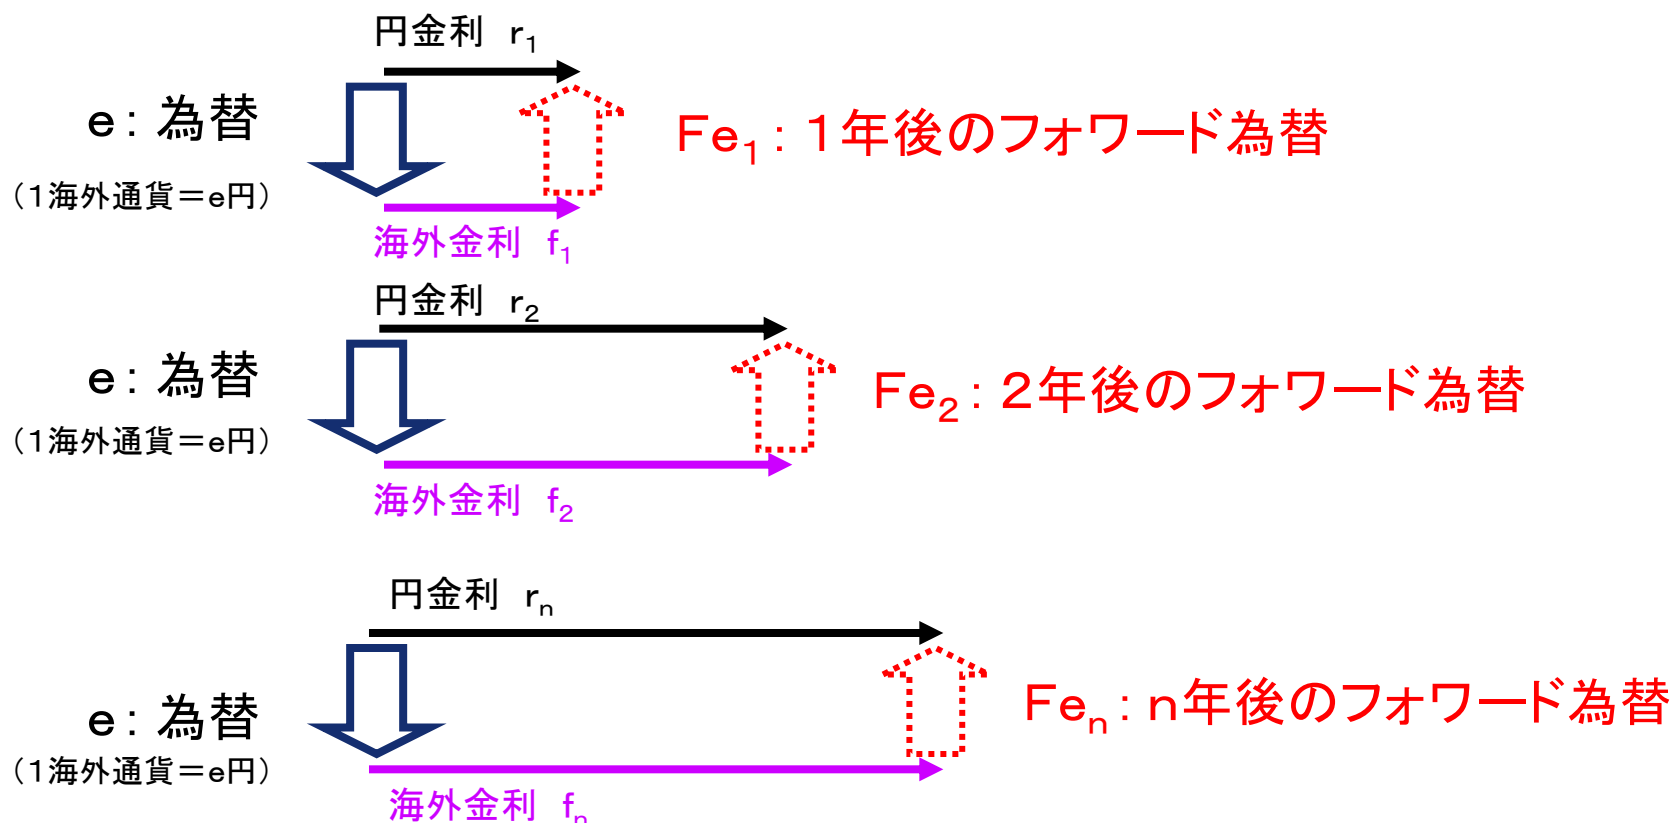 円金利 r₁
e：為替
（1海外通貨＝e円）
Fe₁：1年後のフォワード為替
海外金利 f₁
円金利 r₂
e：為替
（1海外通貨＝e円）
Fe₂：2年後のフォワード為替
海外金利 f₂
円金利 rₙ
e：為替
（1海外通貨＝e円）
Feₙ：n年後のフォワード為替
海外金利 fₙ